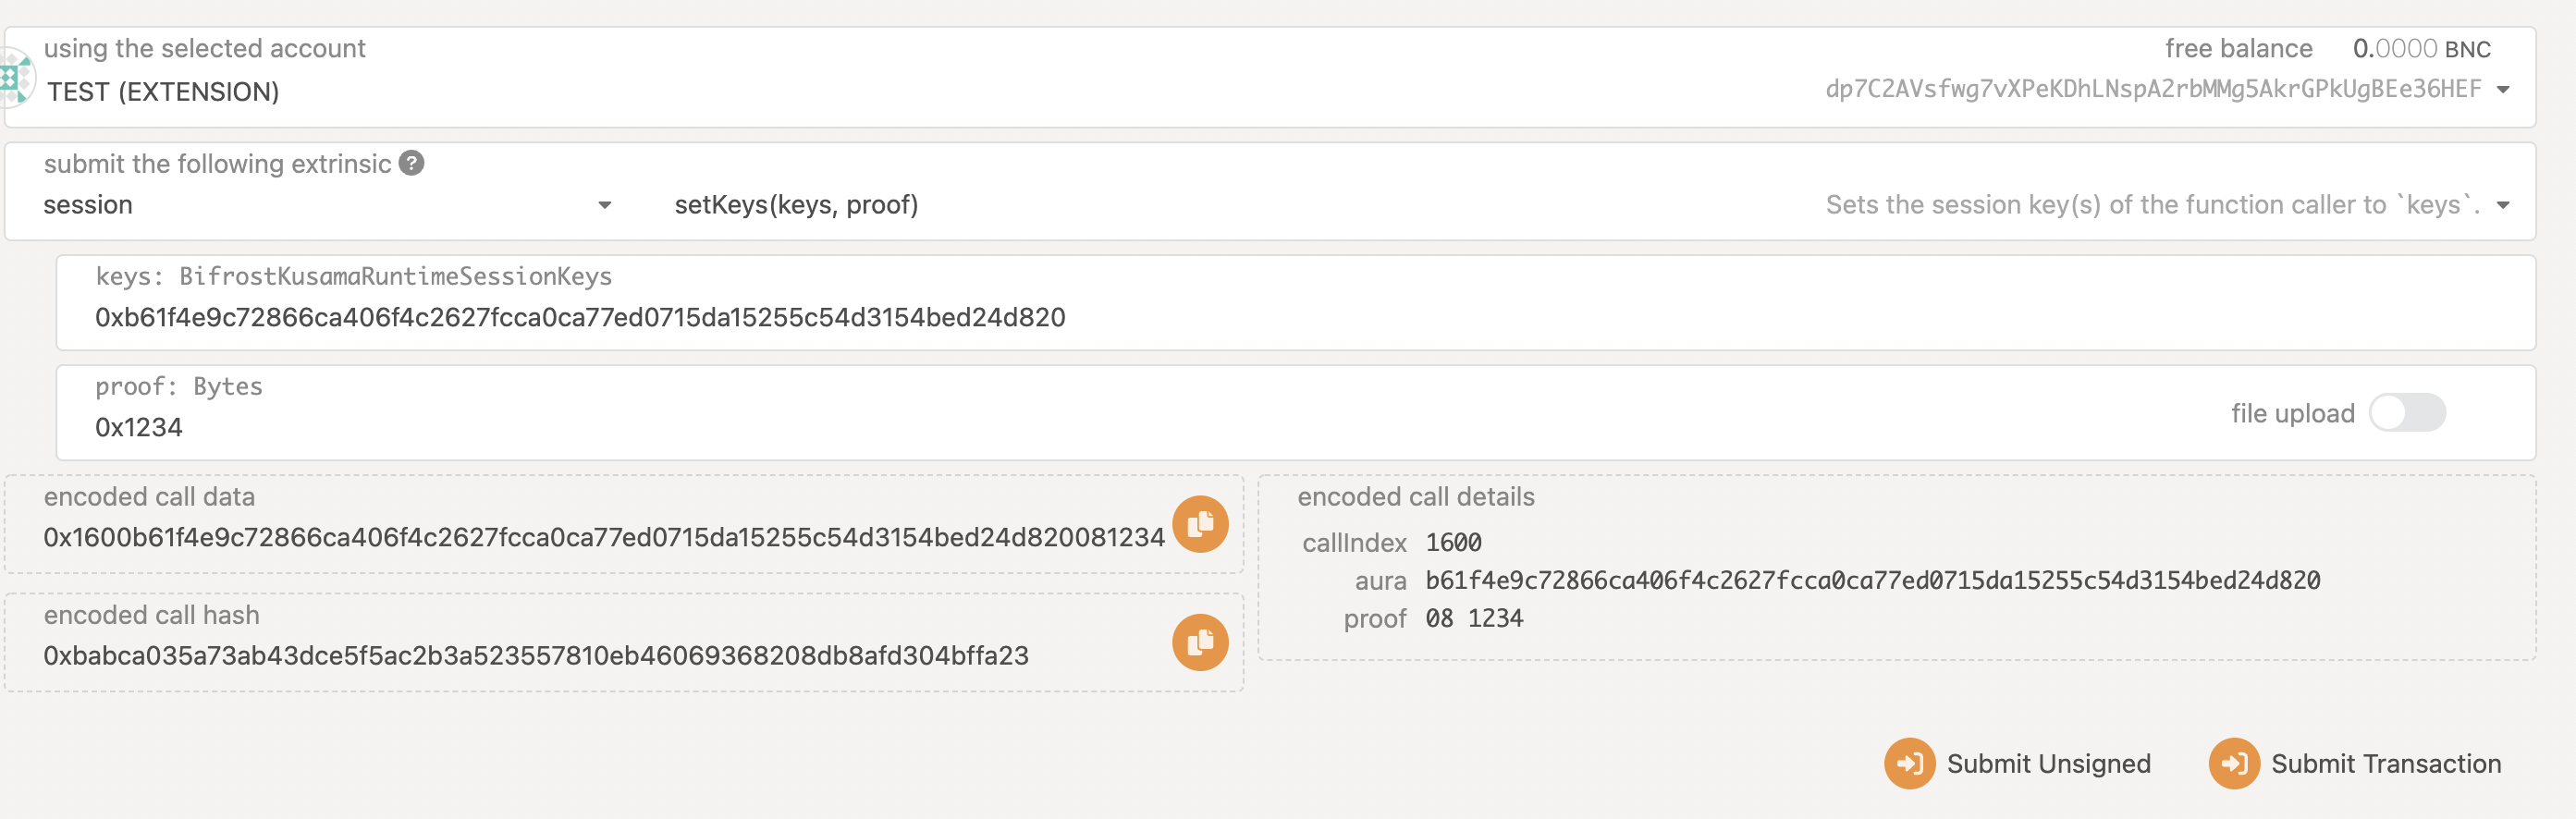 using the selected account
free balance 0.0000 BNC
TEST (EXTENSION)
dp7C2AVsfwg7vXPeKDhLNspA2rbMMg5AkrGPkUgBEe36HEF
submit the following extrinsic ?
session
setKeys(keys, proof)
Sets the session key(s) of the function caller to `keys`.
keys: BifrostKusamaRuntimeSessionKeys
0xb61f4e9c72866ca406f4c2627fcca0ca77ed0715da15255c54d3154bed24d820
proof: Bytes
0x1234
file upload
encoded call data
0x1600b61f4e9c72866ca406f4c2627fcca0ca77ed0715da15255c54d3154bed24d820081234
encoded call hash
0xbabca035a73ab43dce5f5ac2b3a523557810eb46069368208db8afd304bffa23
encoded call details
callIndex 1600
aura b61f4e9c72866ca406f4c2627fcca0ca77ed0715da15255c54d3154bed24d820
proof 08 1234
Submit Unsigned
Submit Transaction